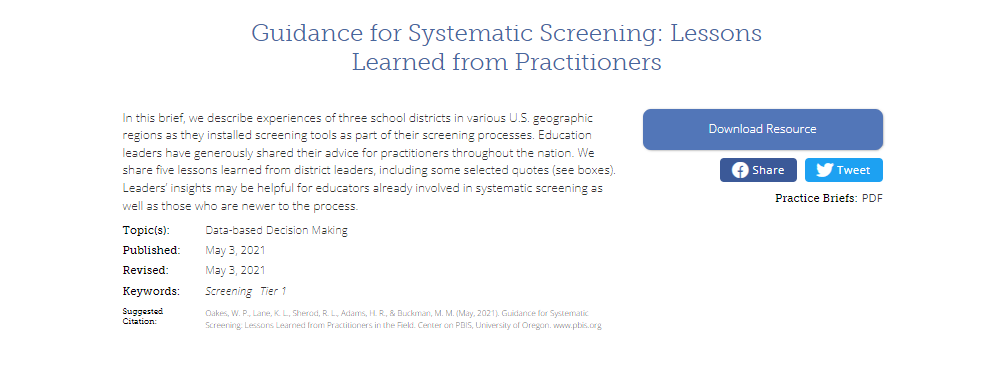 Guidance for Systematic Screening: Lessons
Learned from Practitioners
In this brief, we describe experiences of three school districts in various U.S. geographic
regions as they installed screening tools as part of their screening processes. Education
leaders have generously shared their advice for practitioners throughout the nation. We
share five lessons learned from district leaders, including some selected quotes (see boxes).
Leaders' insights may be helpful for educators already involved in systematic screening as
well as those who are newer to the process.
Topic(s): Data-based Decision Making
Published: May 3, 2021
Revised: May 3, 2021
Keywords: Screening Tier 1
Suggested
Citation:
Oakes, W. P., Lane, K. L., Sherod, R. L., Adams, H. R., & Buckman, M. M. (May, 2021). Guidance for Systematic
Screening. Lessons Learned from Practitioners in the Field. Center on PBIS, University of Oregon. www.pbis.org
Download Resource
Share
Tweet
Practice Briefs: PDF